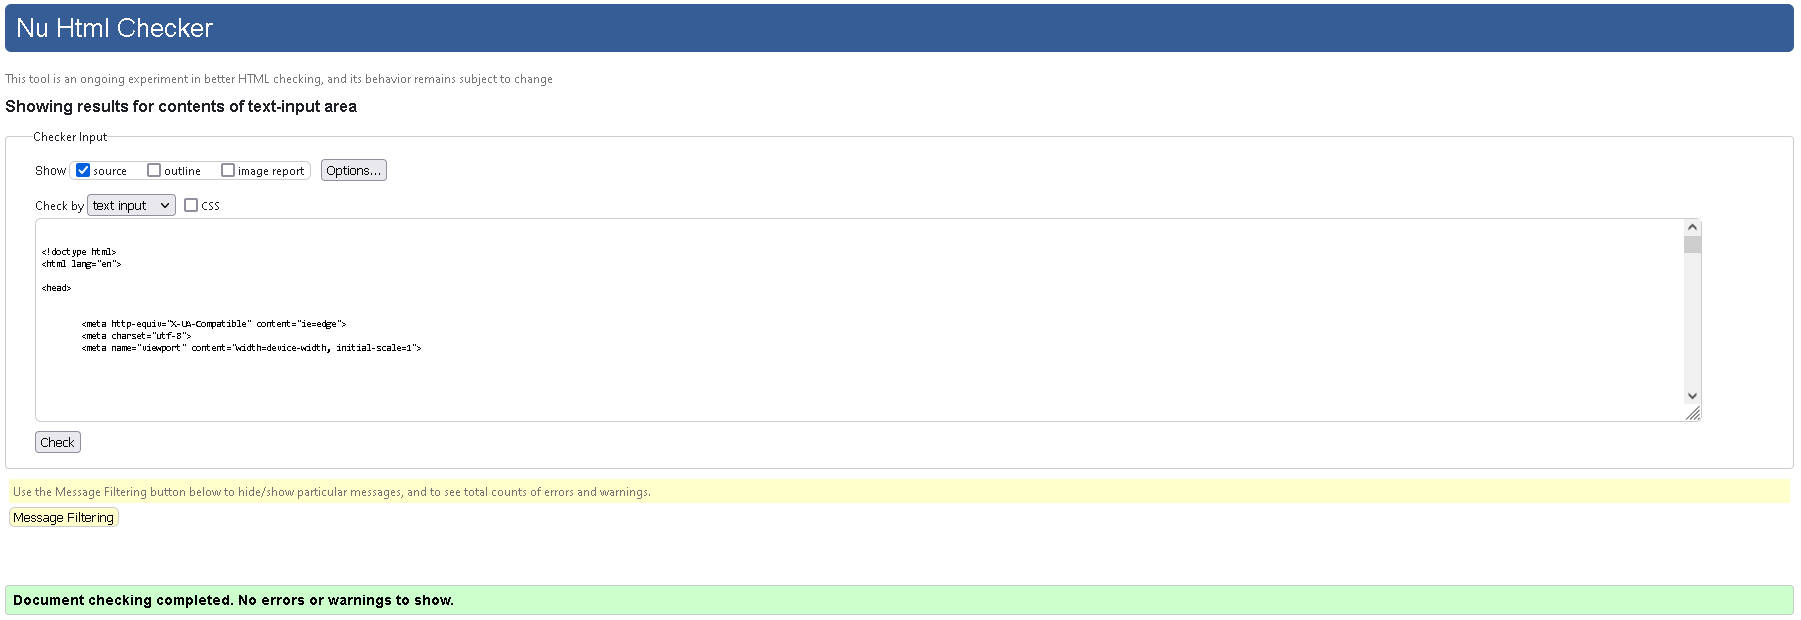 Nu Html Checker
This tool is an ongoing experiment in better HTML checking, and its behavior remains subject to change
Showing results for contents of text-input area
Checker Input
Show source outline image report Options...
Check by text input CSS
<!doctype html>
<html lang="en">
<head>
<meta http-equiv="X-UA-Compatible" content="ie=edge">
<meta charset="utf-8">
<meta name="viewport" content="width=device-width, initial-scale=1">
Check
Use the Message Filtering button below to hide/show particular messages, and to see total counts of errors and warnings.
Message Filtering
Document checking completed. No errors or warnings to show.